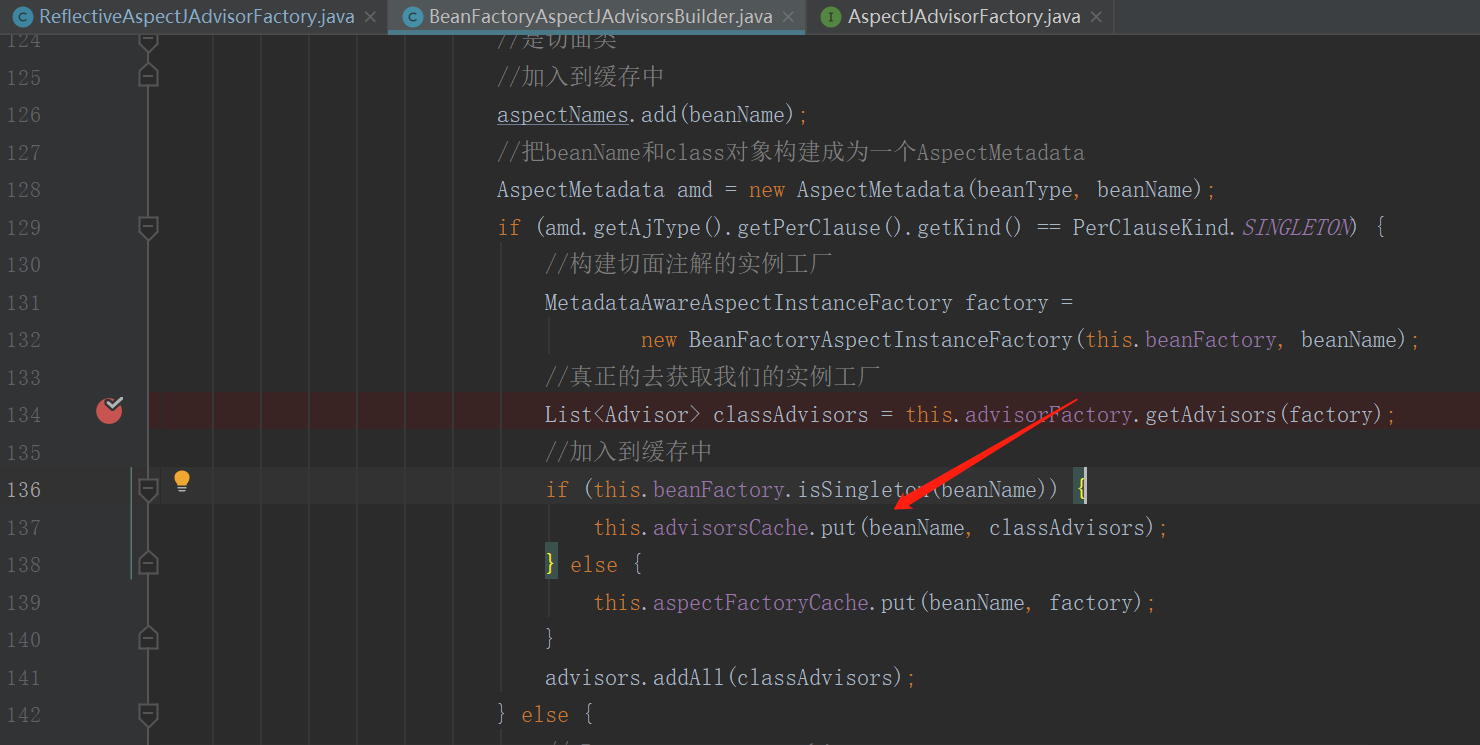 ReflectiveAspectJAdvisorFactory.java BeanFactoryAspectJAdvisorsBuilder.java AspectJAdvisorFactory.java
124 //是切面类
125 //加入到缓存中
126 aspectNames.add(beanName);
127 //把beanName和class对象构建成为一个AspectMetadata
128 AspectMetadata amd = new AspectMetadata(beanType, beanName);
129 if (amd.getAjType().getPerClause().getKind() == PerClauseKind.SINGLETON) {
130 //构建切面注解的实例工厂
131 MetadataAwareAspectInstanceFactory factory =
132 new BeanFactoryAspectInstanceFactory(this.beanFactory, beanName);
133 //真正的去获取我们的实例工厂
134 List<Advisor> classAdvisors = this.advisorFactory.getAdvisors(factory);
135 //加入到缓存中
136 if (this.beanFactory.isSingleton(beanName)) {
137 this.advisorsCache.put(beanName, classAdvisors);
138 } else {
139 this.aspectFactoryCache.put(beanName, factory);
140 }
141 advisors.addAll(classAdvisors);
142 } else {